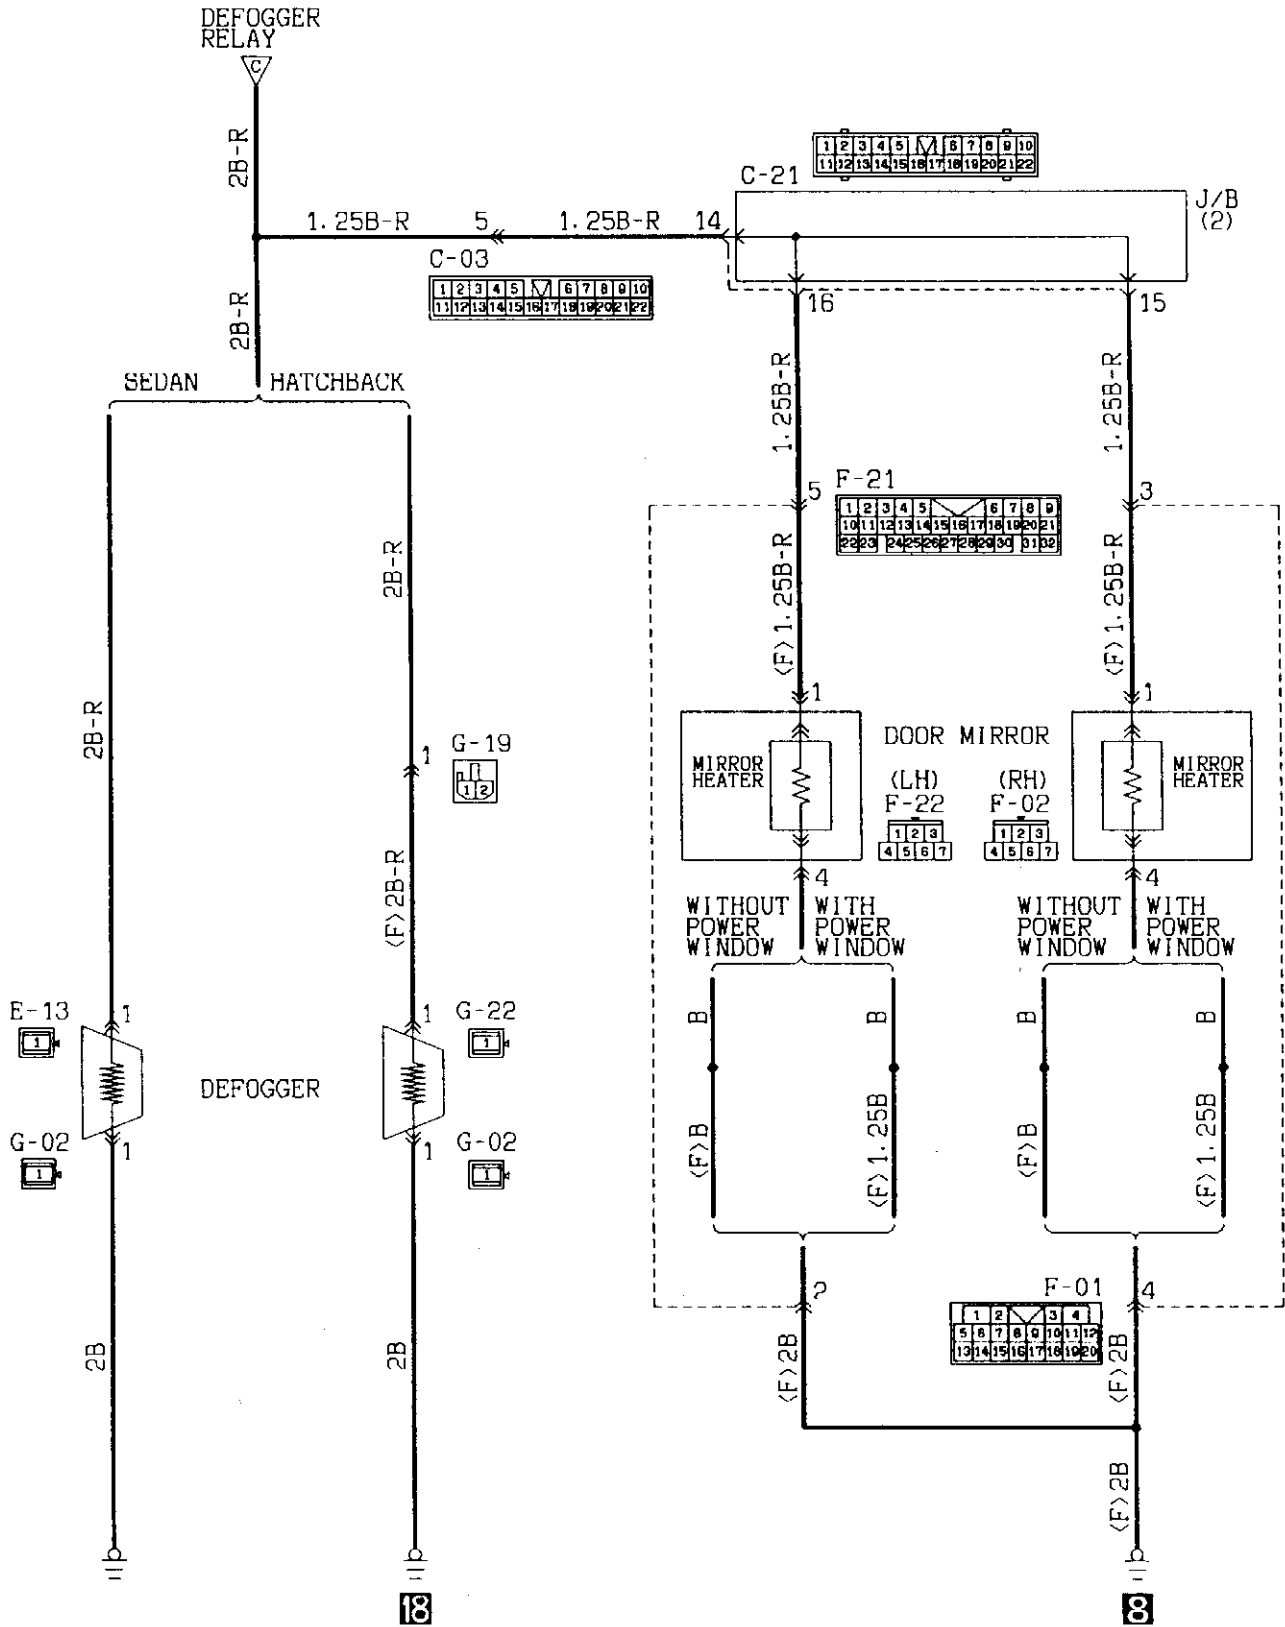 DEFOGGER
RELAY
C
2B-R
1 2 3 4 5 6 7 8 9 10
11 12 13 14 15 16 17 18 19 20 21 22
C-21
J/B
(2)
1.25B-R
5
1.25B-R
14
C-03
1 2 3 4 5 6 7 8 9 10
11 12 13 14 15 16 17 18 19 20 21 22
16
15
2B-R
SEDAN
HATCHBACK
1.25B-R
1.25B-R
F-21
5
3
1 2 3 4 5 6 7 8 9
10 11 12 13 14 15 16 17 18 19 20 21
22 23 24 25 26 27 28 29 30 31 32
2B-R
<F>1.25B-R
<F>1.25B-R
2B-R
1
1
1
G-19
1 2
DOOR MIRROR
MIRROR
HEATER
(LH)
F-22
1 2 3
4 5 6 7
(RH)
F-02
1 2 3
4 5 6 7
MIRROR
HEATER
4
4
<F>2B-R
WITHOUT
POWER
WINDOW
WITH
POWER
WINDOW
WITHOUT
POWER
WINDOW
WITH
POWER
WINDOW
E-13
1
1
1
G-22
1
B
B
B
B
DEFOGGER
G-02
1
1
1
G-02
1
<F>B
<F>1.25B
<F>B
<F>1.25B
2
F-01
4
1 2 3 4
5 6 7 8 9 10 11 12
13 14 15 16 17 18 19 20
2B
2B
<F>2B
<F>2B
<F>2B
18
8